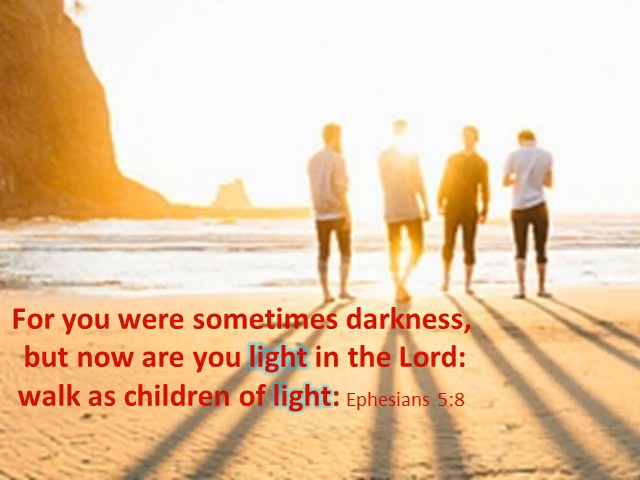 For you were sometimes darkness,
but now are you light in the Lord:
walk as children of light: Ephesians 5:8